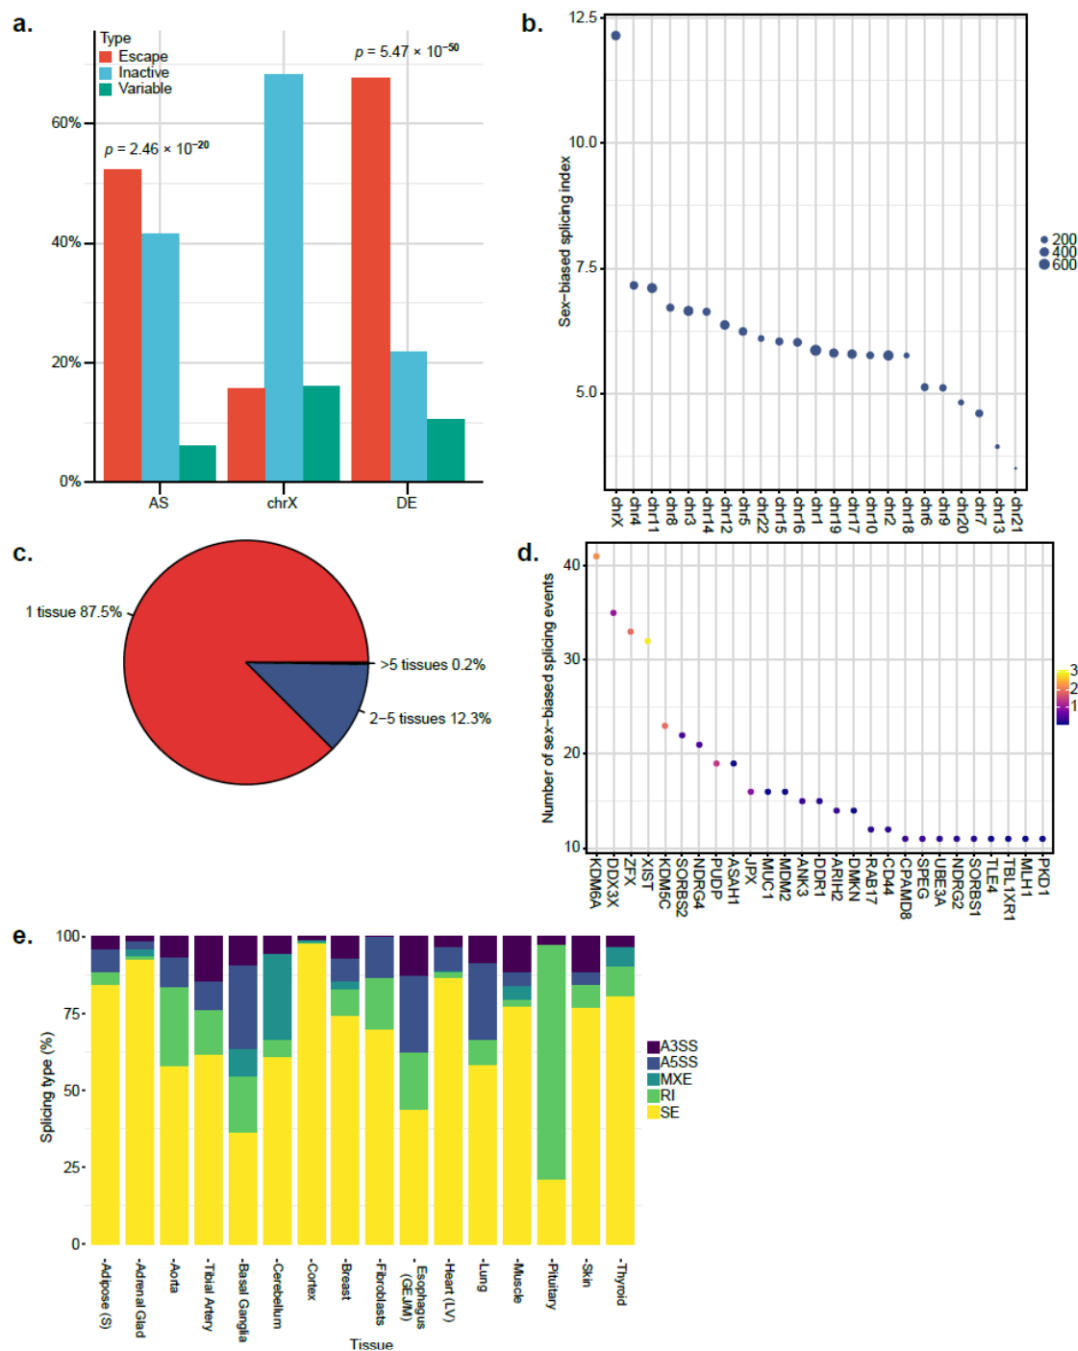 a.
Type
Escape
Inactive
Variable
p = 2.46 × 10−20
p = 5.47 × 10−50
60%
40%
20%
0%
AS
chrX
DE
b.
Sex−biased splicing index
12.5
10.0
7.5
5.0
chrX
chr4
chr11
chr8
chr3
chr14
chr12
chr5
chr22
chr15
chr16
chr1
chr19
chr17
chr10
chr2
chr18
chr6
chr9
chr20
chr7
chr13
chr21
200
400
600
c.
1 tissue 87.5%
>5 tissues 0.2%
2−5 tissues 12.3%
d.
Number of sex−biased splicing events
40
30
20
10
KDM6A
DDX3X
ZFX
XIST
KDM5C
SORBS2
NDRG4
PUDP
ASAH1
JPX
MUC1
MDM2
ANK3
DDR1
ARIH2
DMKN
RAB17
CD44
CPAMD8
SPEG
UBE3A
NDRG2
SORBS1
TLE4
TBL1XR1
MLH1
PKD1
3
2
1
e.
Splicing type (%)
100
75
50
25
0
-Adipose (S)
-Adrenal Glad
-Aorta
-Tibial Artery
-Basal Ganglia
-Cerebellum
-Cortex
-Breast
-Fibroblasts
- Esophagus
(GEJ/M)
-Heart (LV)
-Lung
-Muscle
-Pituitary
-Skin
-Thyroid
Tissue
A3SS
A5SS
MXE
RI
SE